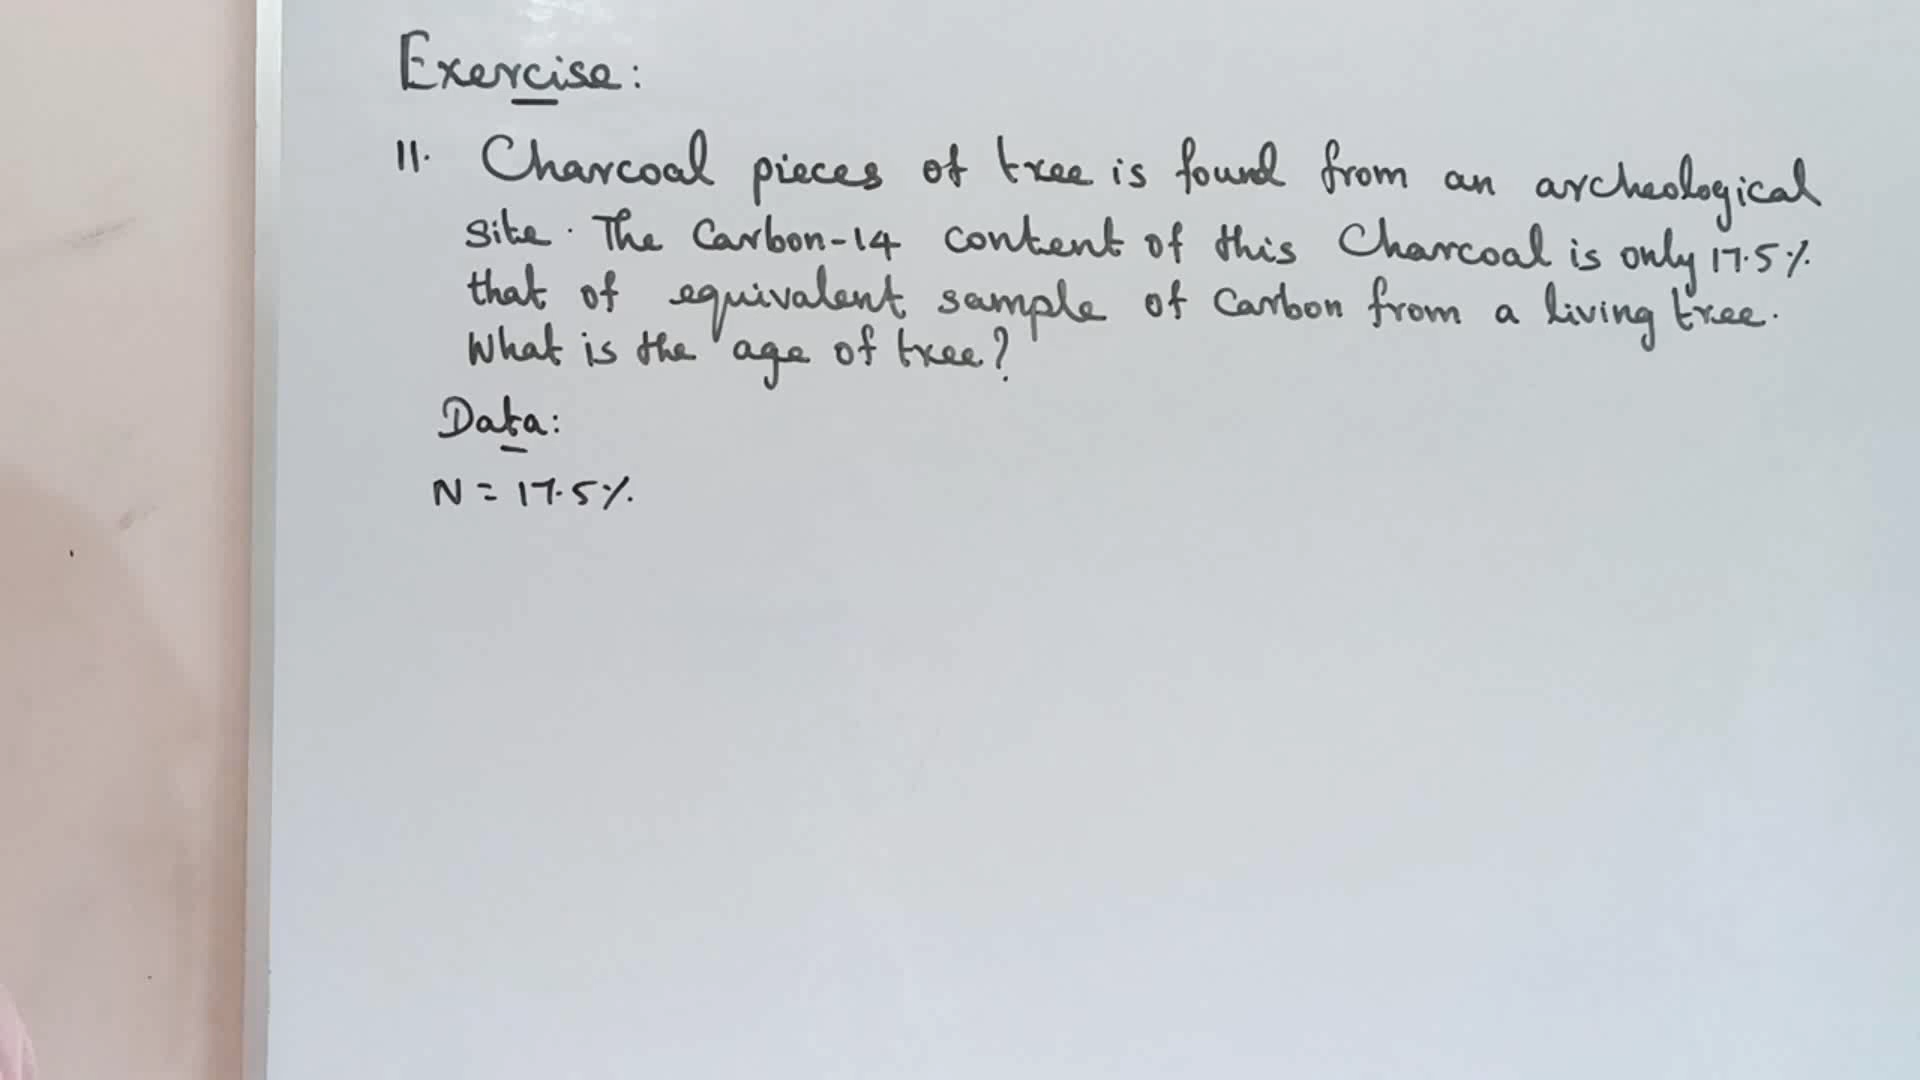 Exercise:
11. Charcoal pieces of tree is found from an archeological
site. The Carbon-14 content of this Charcoal is only 17.5%
that of equivalent sample of Carbon from a living tree.
What is the age of tree?
Data:
N = 17.5%